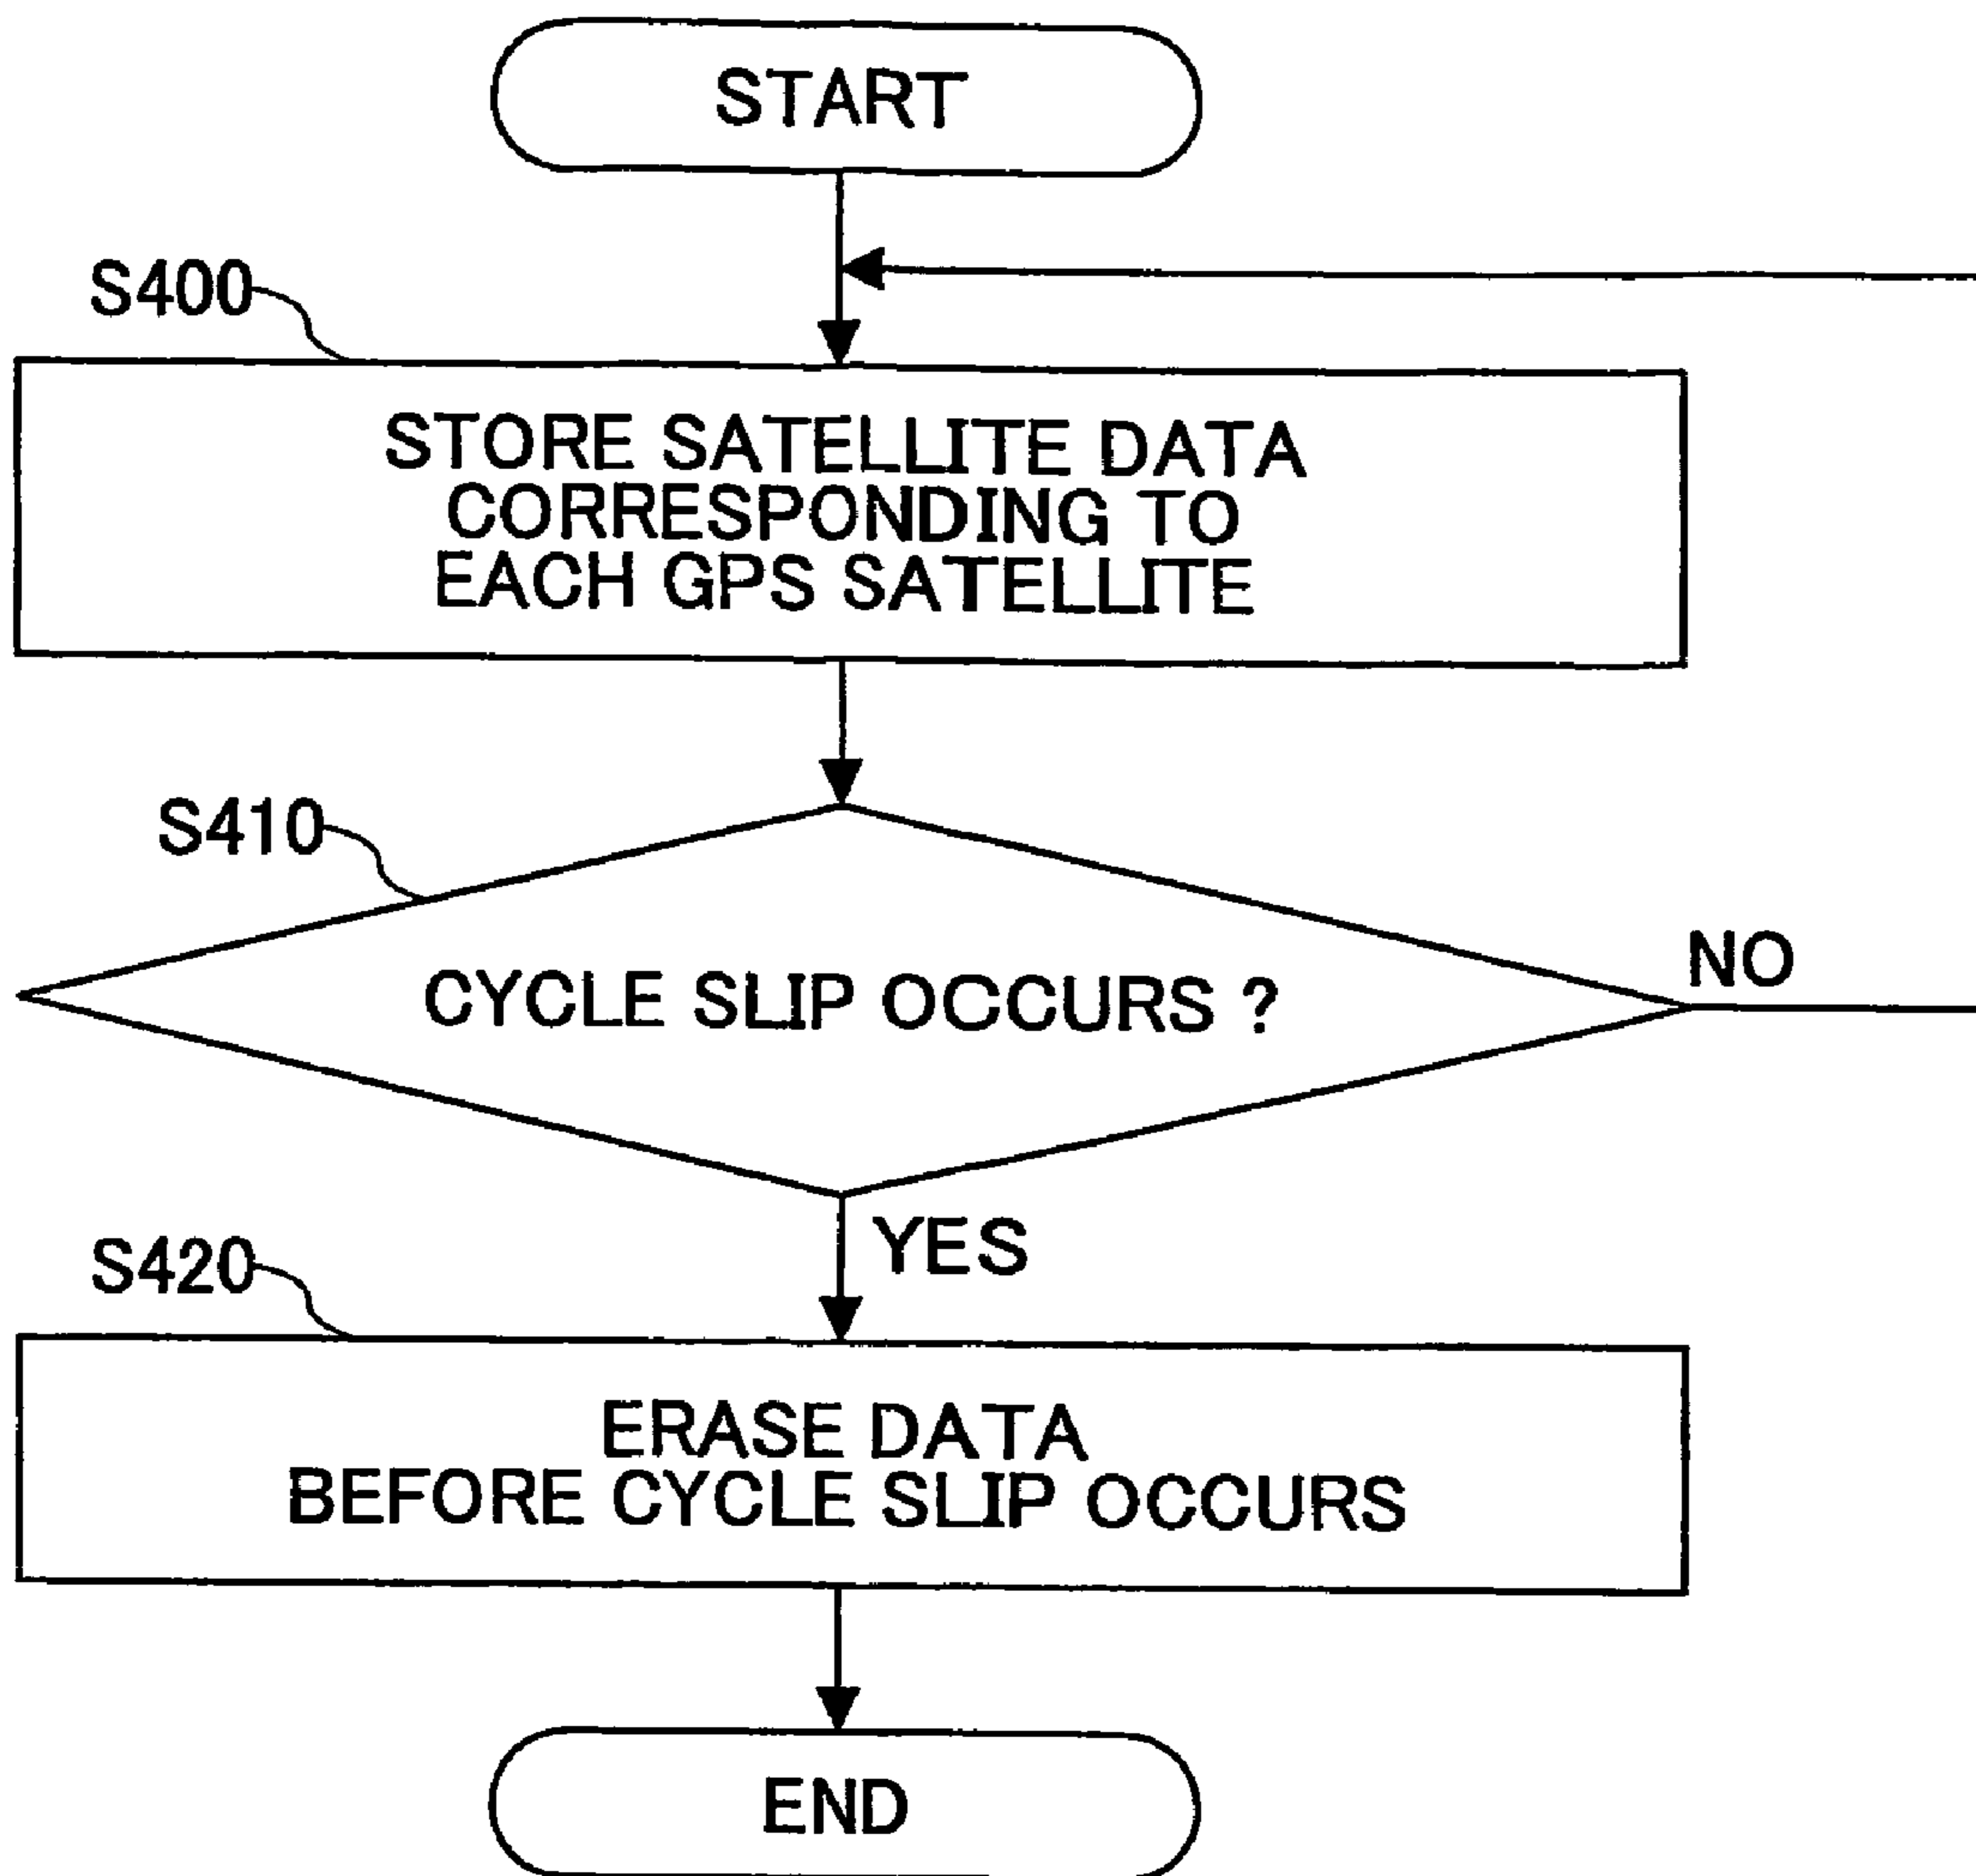 START
S400
STORE SATELLITE DATA
CORRESPONDING TO
EACH GPS SATELLITE
S410
CYCLE SLIP OCCURS ?
NO
YES
S420
ERASE DATA
BEFORE CYCLE SLIP OCCURS
END